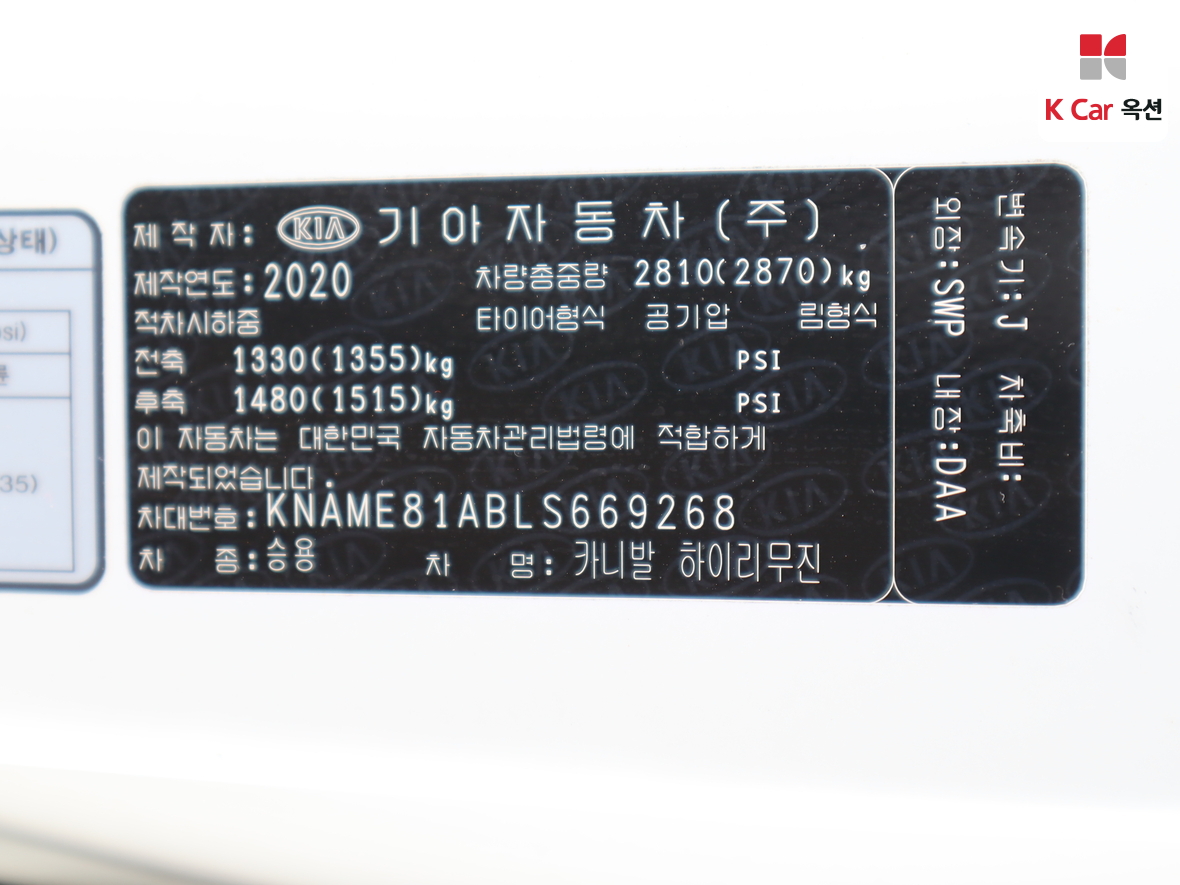 K Car 옥션
상태)
si)
35)
제 작 자: KIA 기 아 자 동 차 (주)
제작연도:2020 차량총중량 2810(2870)kg
적차시하중 타이어형식 공기압 림형식
전축 1330(1355)kg PSI
후축 1480(1515)kg PSI
이 자동차는 대한민국 자동차관리법령에 적합하게
제작되었습니다.
차대번호:KNAME81ABLS669268
차 종:승용 차 명: 카니발 하이리무진
변속기:J 차축비:
외장:SWP 내장:DAA